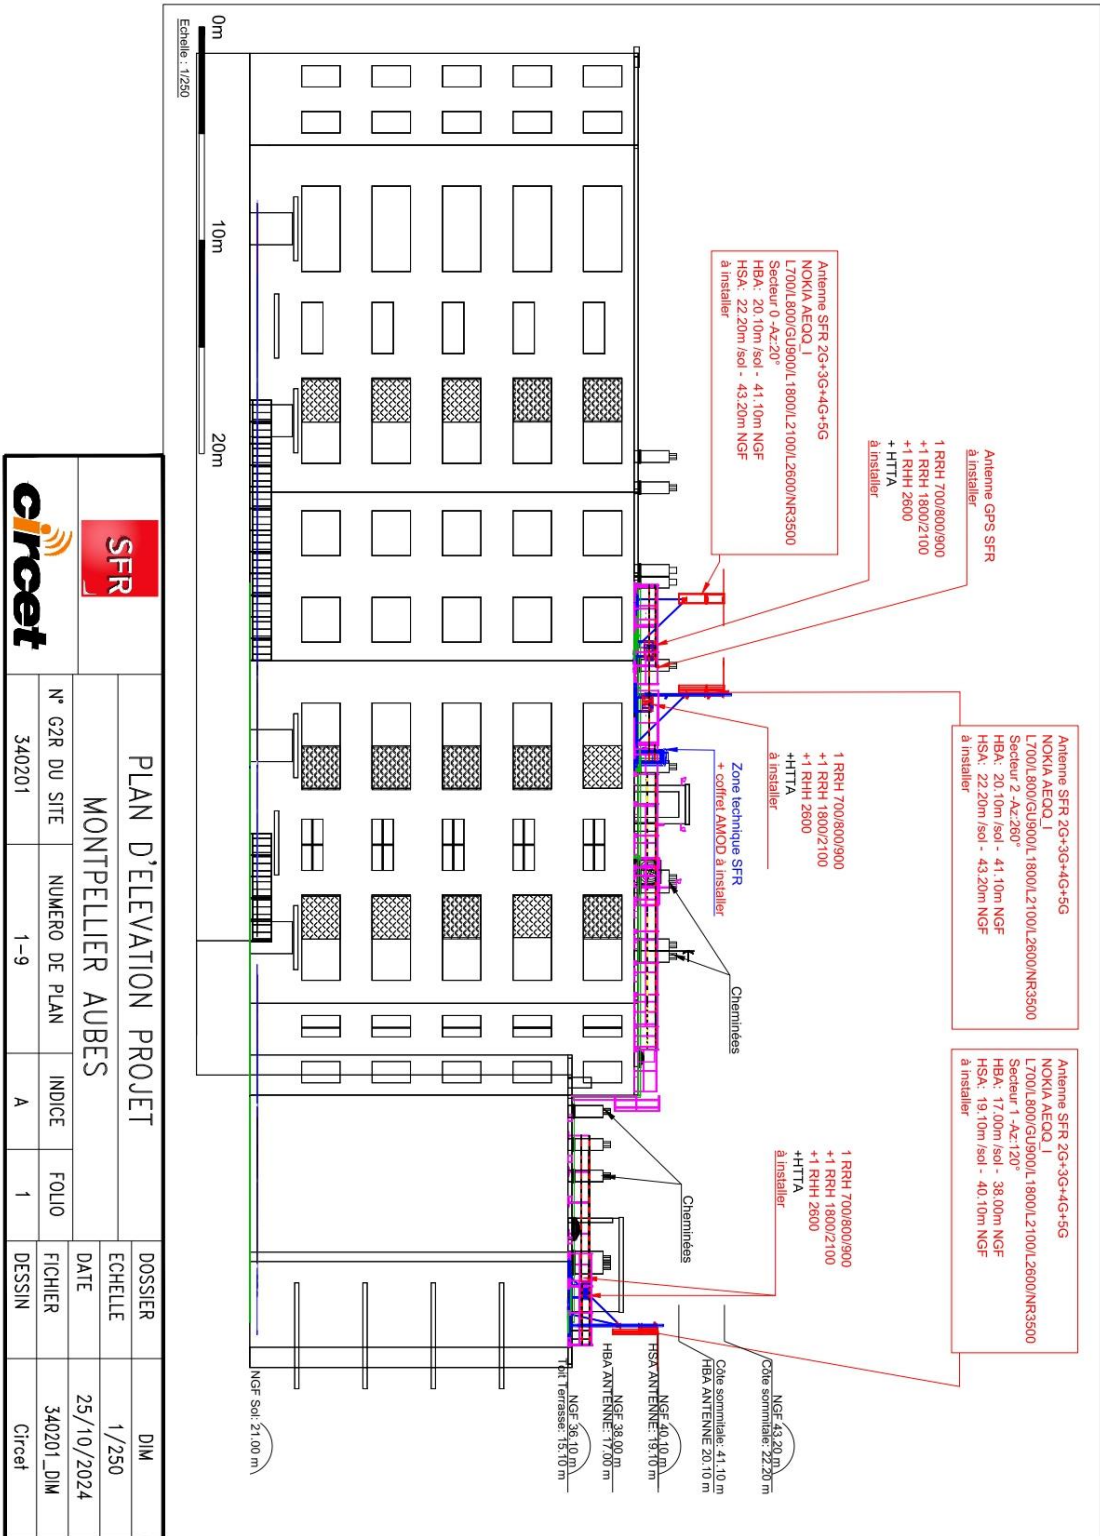 Antenne SFR 2G+3G+4G+5G
NOKIA AEQQ_I
L700/L800/GU900/L1800/L2100/L2600/NR3500
Secteur 0 -Az:20°
HBA: 20.10m /sol - 41.10m NGF
HSA: 22.20m /sol - 43.20m NGF
à installer
Antenne GPS SFR
à installer
1 RRH 700/800/900
+1 RRH 1800/2100
+1 RHH 2600
+ HTTA
à installer
Antenne SFR 2G+3G+4G+5G
NOKIA AEQQ_I
L700/L800/GU900/L1800/L2100/L2600/NR3500
Secteur 2 -Az:260°
HBA: 20.10m /sol - 41.10m NGF
HSA: 22.20m /sol - 43.20m NGF
à installer
1 RRH 700/800/900
+1 RRH 1800/2100
+1 RHH 2600
+HTTA
à installer
Zone technique SFR
+ coffret AMOD à installer
Cheminées
Antenne SFR 2G+3G+4G+5G
NOKIA AEQQ_I
L700/L800/GU900/L1800/L2100/L2600/NR3500
Secteur 1 -Az:120°
HBA: 17.00m /sol - 38.00m NGF
HSA: 19.10m /sol - 40.10m NGF
à installer
1 RRH 700/800/900
+1 RRH 1800/2100
+1 RHH 2600
+HTTA
à installer
Cheminées
NGF 43.20 m
Côte sommitale: 22.20 m
Côte sommitale: 41.10 m
HBA ANTENNE 20.10 m
NGF 40.10 m
HSA ANTENNE: 19.10 m
NGF 38.00 m
HBA ANTENNE: 17.00 m
NGF 36.10 m
Toit Terrasse: 15.10 m
NGF Sol: 21.00 m
0m
10m
20m
Echelle : 1/250
SFR
circet
PLAN D'ELEVATION PROJET
MONTPELLIER AUBES
N° G2R DU SITE
NUMERO DE PLAN
INDICE
FOLIO
340201
1-9
A
1
DOSSIER
DIM
ECHELLE
1/250
DATE
25/10/2024
FICHIER
340201_DIM
DESSIN
Circet